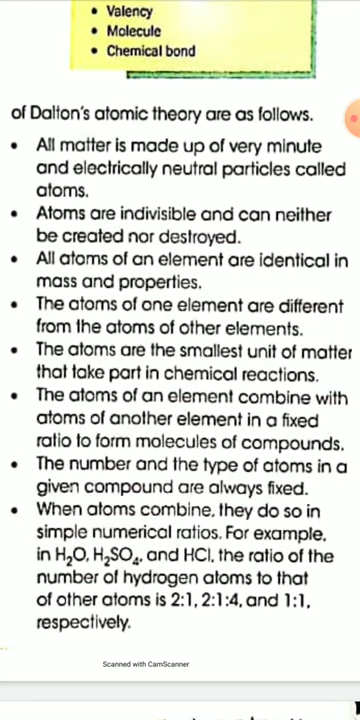 • Valency
• Molecule
• Chemical bond
of Dalton's atomic theory are as follows.
• All matter is made up of very minute
and electrically neutral particles called
atoms.
• Atoms are indivisible and can neither
be created nor destroyed.
• All atoms of an element are identical in
mass and properties.
• The atoms of one element are different
from the atoms of other elements.
• The atoms are the smallest unit of matter
that take part in chemical reactions.
• The atoms of an element combine with
atoms of another element in a fixed
ratio to form molecules of compounds.
• The number and the type of atoms in a
given compound are always fixed.
• When atoms combine, they do so in
simple numerical ratios. For example,
in H₂O, H₂SO₄, and HCl, the ratio of the
number of hydrogen atoms to that
of other atoms is 2:1, 2:1:4, and 1:1,
respectively.
Scanned with CamScanner